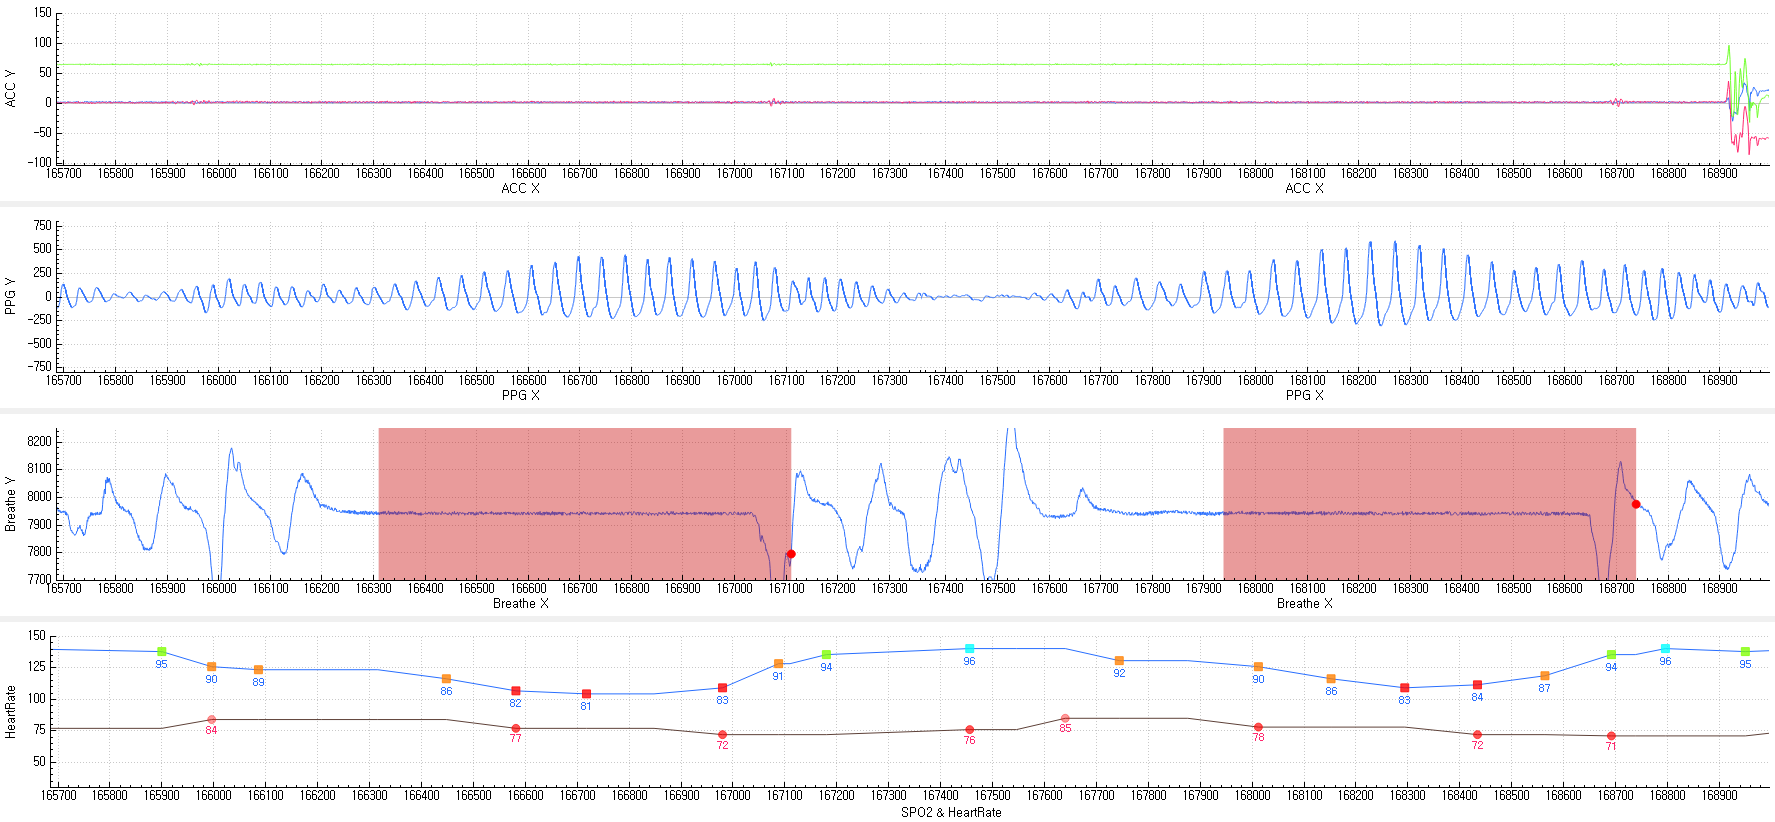 150
100
50
0
-50
-100
ACC Y
165700 165800 165900 166000 166100 166200 166300 166400 166500 166600 166700 166800 166900 167000 167100 167200 167300 167400 167500 167600 167700 167800 167900 168000 168100 168200 168300 168400 168500 168600 168700 168800 168900
ACC X ACC X
750
500
250
0
-250
-500
-750
PPG Y
165700 165800 165900 166000 166100 166200 166300 166400 166500 166600 166700 166800 166900 167000 167100 167200 167300 167400 167500 167600 167700 167800 167900 168000 168100 168200 168300 168400 168500 168600 168700 168800 168900
PPG X PPG X
8200
8100
8000
7900
7800
7700
Breathe Y
165700 165800 165900 166000 166100 166200 166300 166400 166500 166600 166700 166800 166900 167000 167100 167200 167300 167400 167500 167600 167700 167800 167900 168000 168100 168200 168300 168400 168500 168600 168700 168800 168900
Breathe X Breathe X
150
125
100
75
50
HeartRate
95 90 89 86 82 81 83 91 94 96 92 90 86 83 84 87 94 96 95
84 77 72 76 85 78 72 71
165700 165800 165900 166000 166100 166200 166300 166400 166500 166600 166700 166800 166900 167000 167100 167200 167300 167400 167500 167600 167700 167800 167900 168000 168100 168200 168300 168400 168500 168600 168700 168800 168900
SPO2 & HeartRate